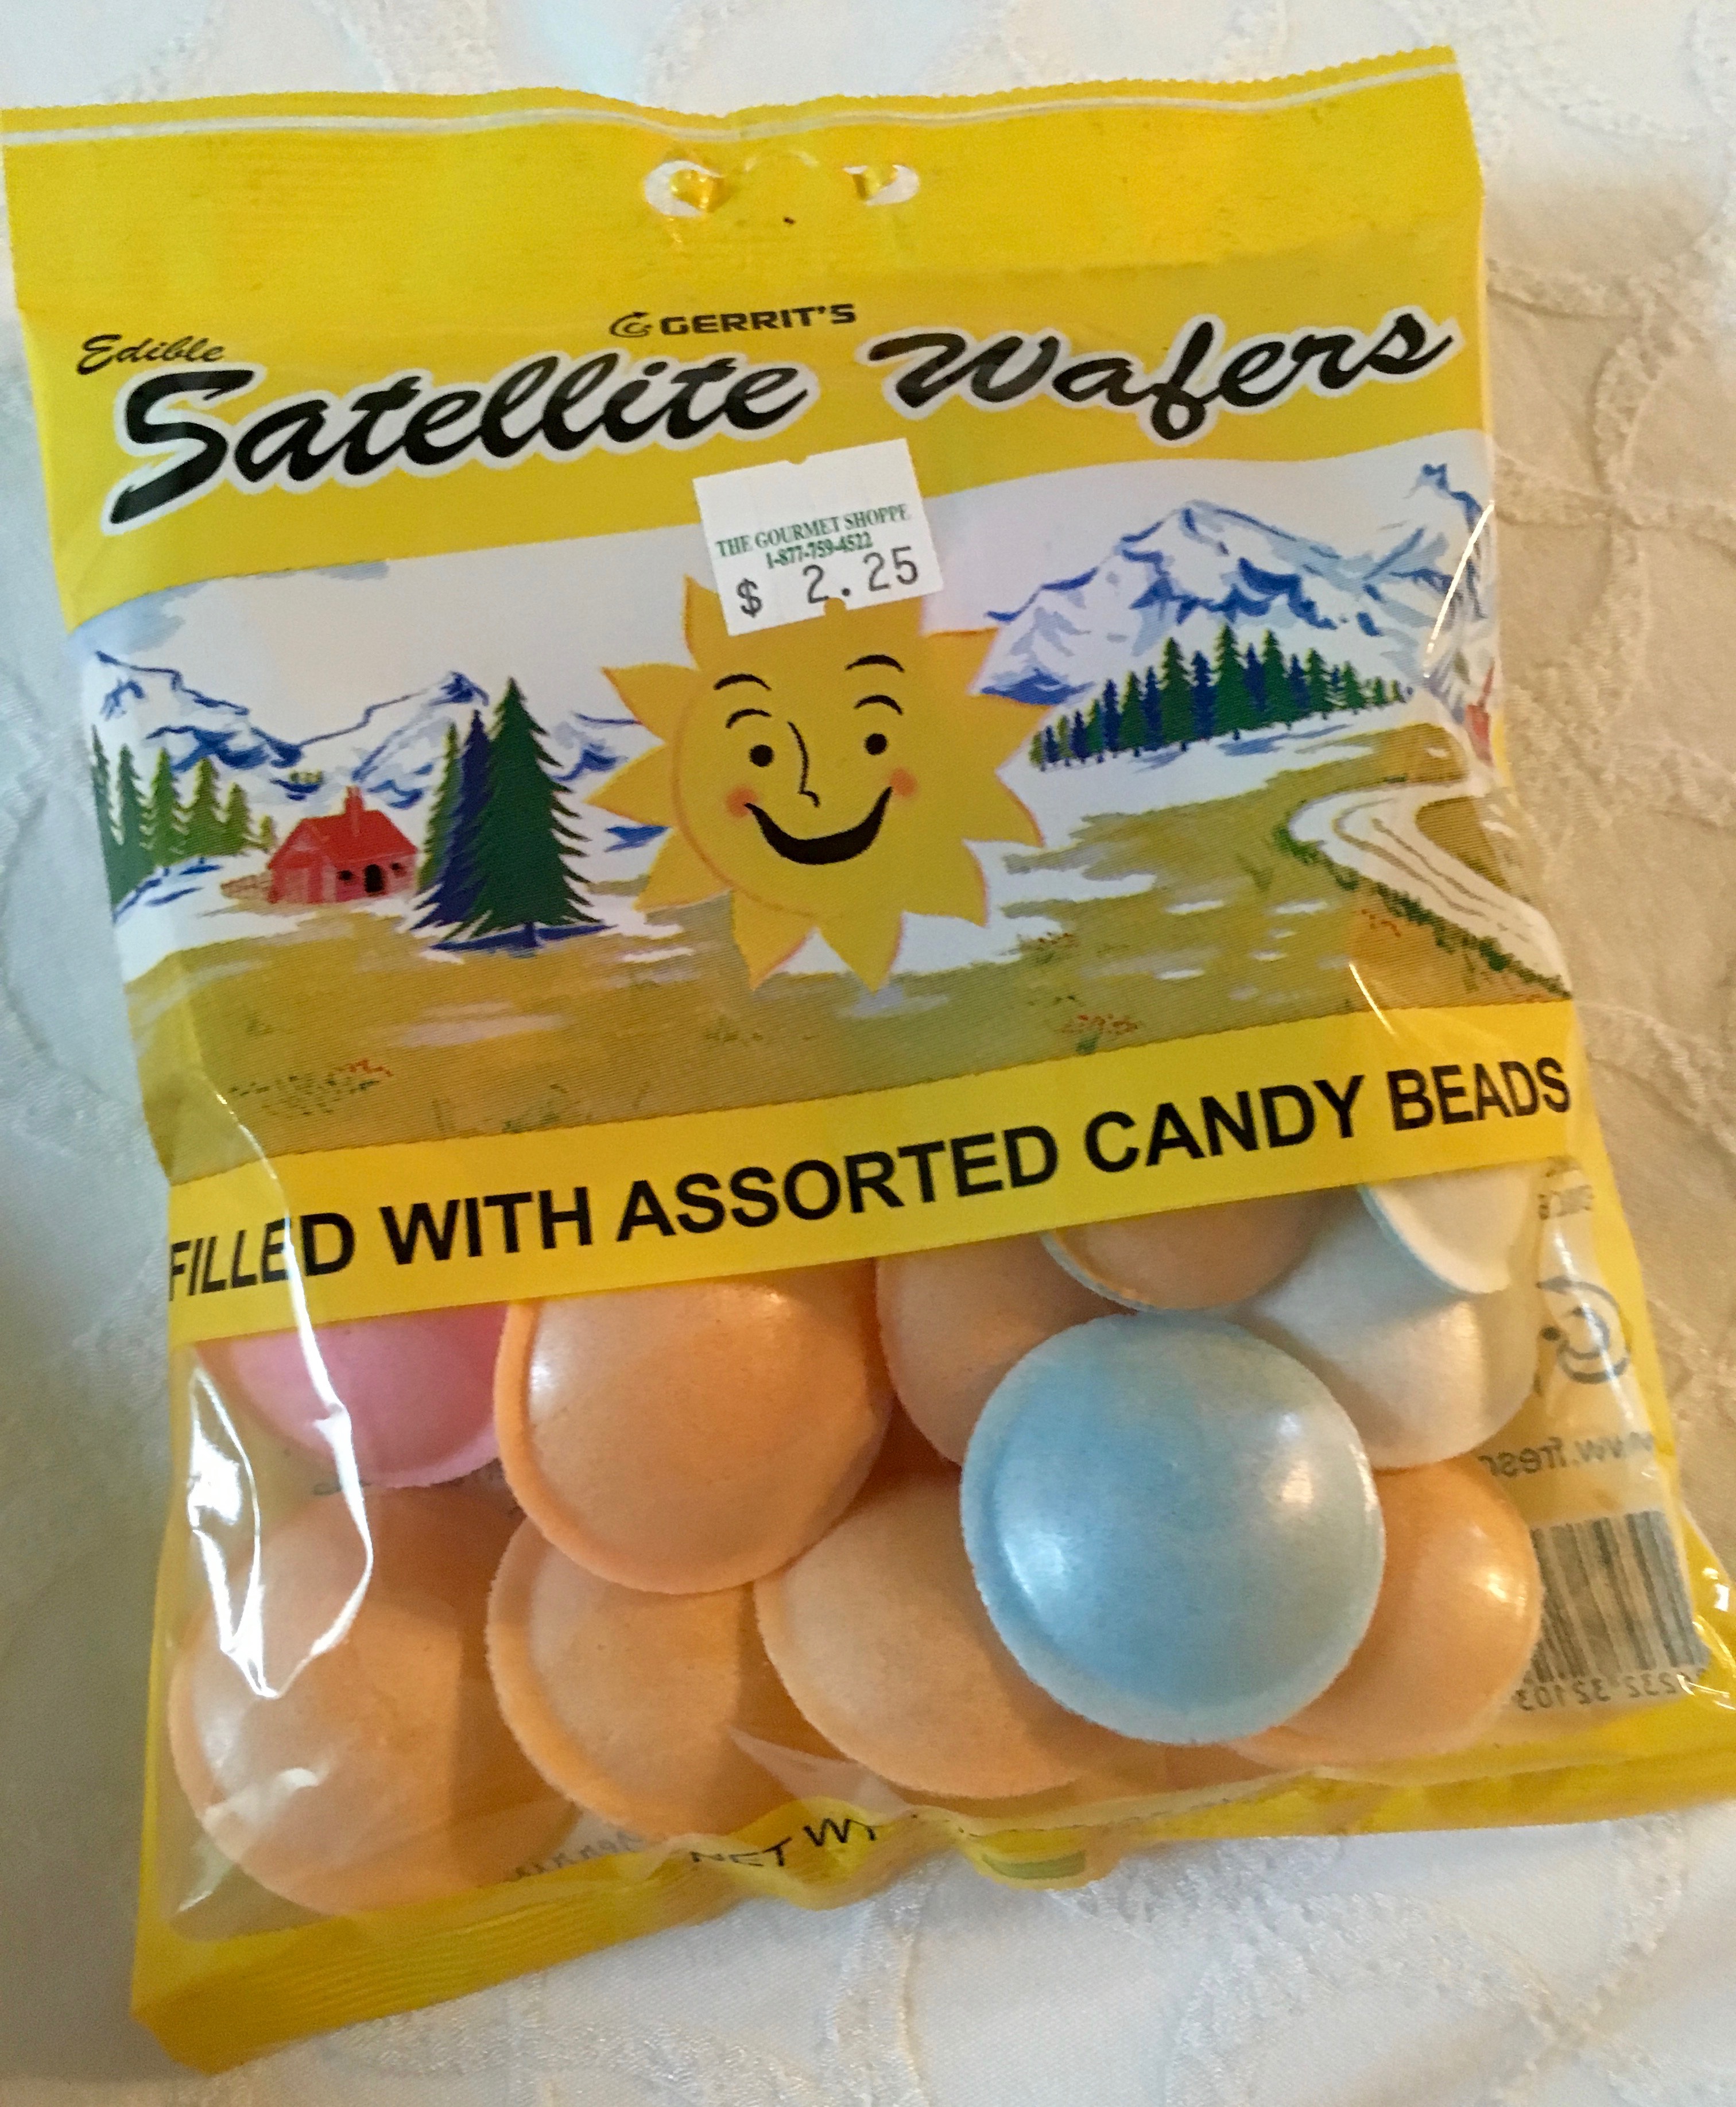 GERRIT'S
Edible
Satellite Wafers
THE GOURMET SHOPPE
1-877-759-4522
$ 2.25
FILLED WITH ASSORTED CANDY BEADS
NET WT